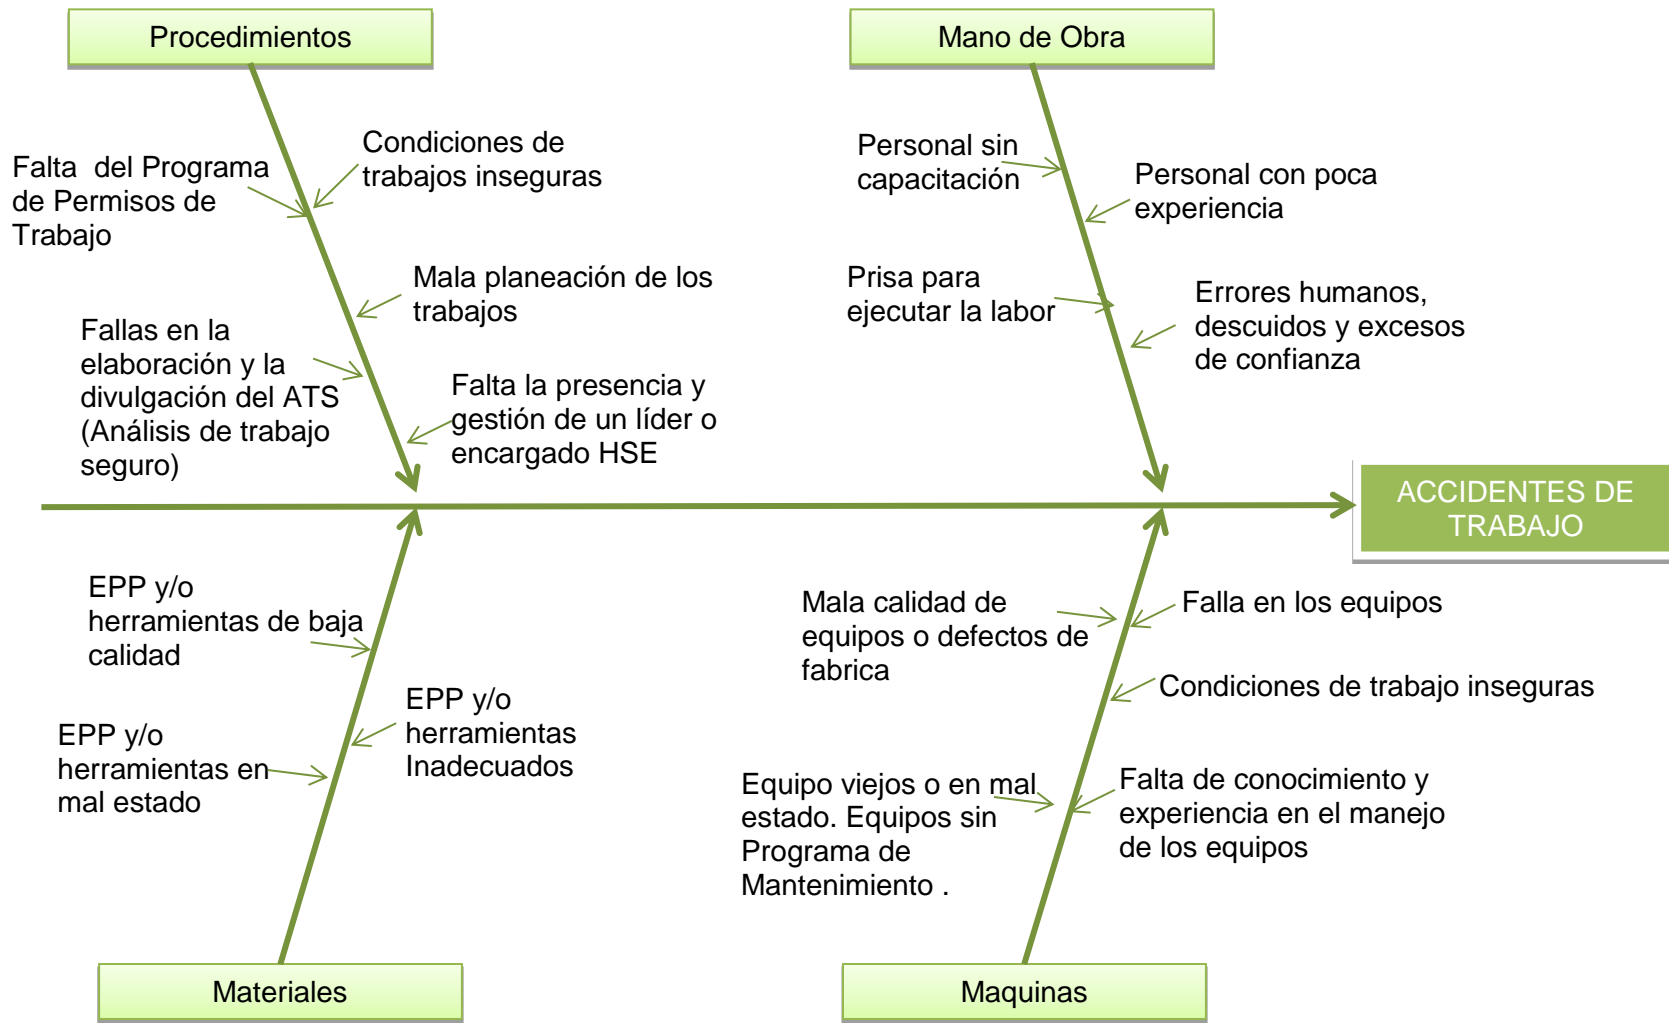 Procedimientos
Mano de Obra
Falta  del Programa
de Permisos de
Trabajo
Condiciones de
trabajos inseguras
Mala planeación de los
trabajos
Fallas en la
elaboración y la
divulgación del ATS
(Análisis de trabajo
seguro)
Falta la presencia y
gestión de un líder o
encargado HSE
Personal sin
capacitación
Personal con poca
experiencia
Prisa para
ejecutar la labor
Errores humanos,
descuidos y excesos
de confianza
ACCIDENTES DE
TRABAJO
EPP y/o
herramientas de baja
calidad
EPP y/o
herramientas
Inadecuados
EPP y/o
herramientas en
mal estado
Mala calidad de
equipos o defectos de
fabrica
Falla en los equipos
Condiciones de trabajo inseguras
Equipo viejos o en mal
estado. Equipos sin
Programa de
Mantenimiento .
Falta de conocimiento y
experiencia en el manejo
de los equipos
Materiales
Maquinas